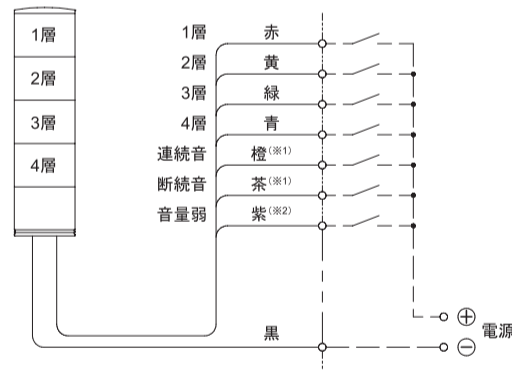 1層
2層
3層
4層
1層 赤
2層 黄
3層 緑
4層 青
連続音 橙(※1)
断続音 茶(※1)
音量弱 紫(※2)
黒
⊕
電源
⊖